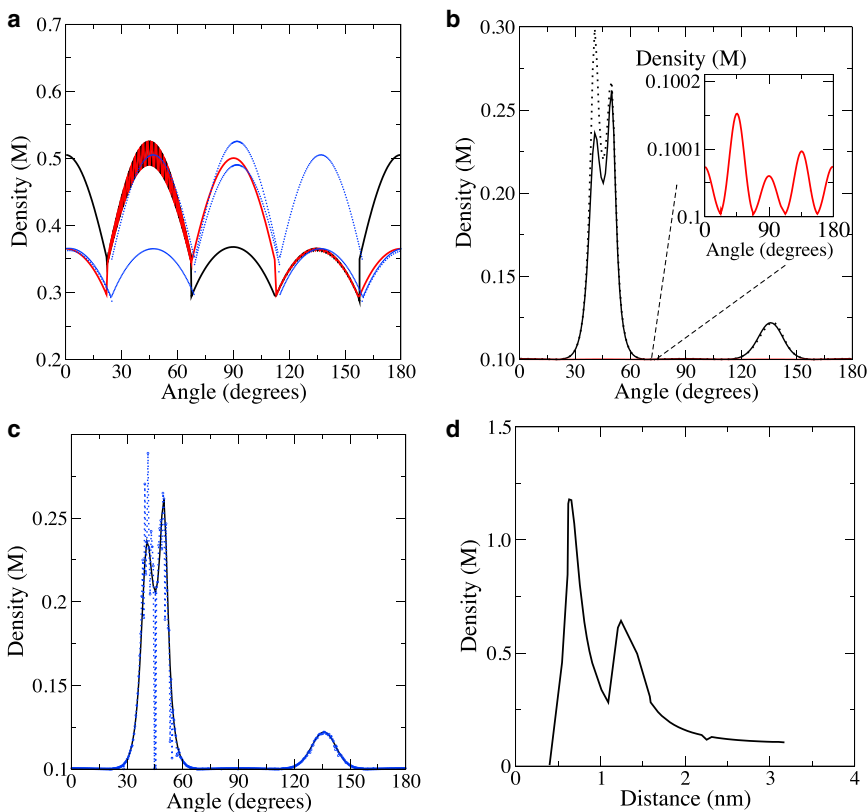 a
0.7
0.6
0.5
0.4
0.3
0.2
Density (M)
0 30 60 90 120 150 180
Angle (degrees)
b
0.30
0.25
0.20
0.15
0.10
Density (M)
0 30 60 90 120 150 180
Angle (degrees)
Density (M)
0.1002
0.1001
0.1
0 90 180
Angle (degrees)
c
0.25
0.2
0.15
0.1
Density (M)
0 30 60 90 120 150 180
Angle (degrees)
d
1.5
1.0
0.5
0
Density (M)
0 1 2 3 4
Distance (nm)